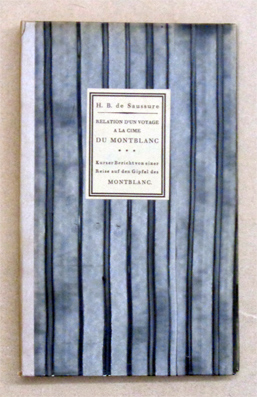 H. B. de Saussure
RELATION D'UN VOYAGE
A LA CIME
DU MONTBLANC
* * *
Kurzer Bericht von einer
Reise auf den Gipfel des
MONTBLANC.